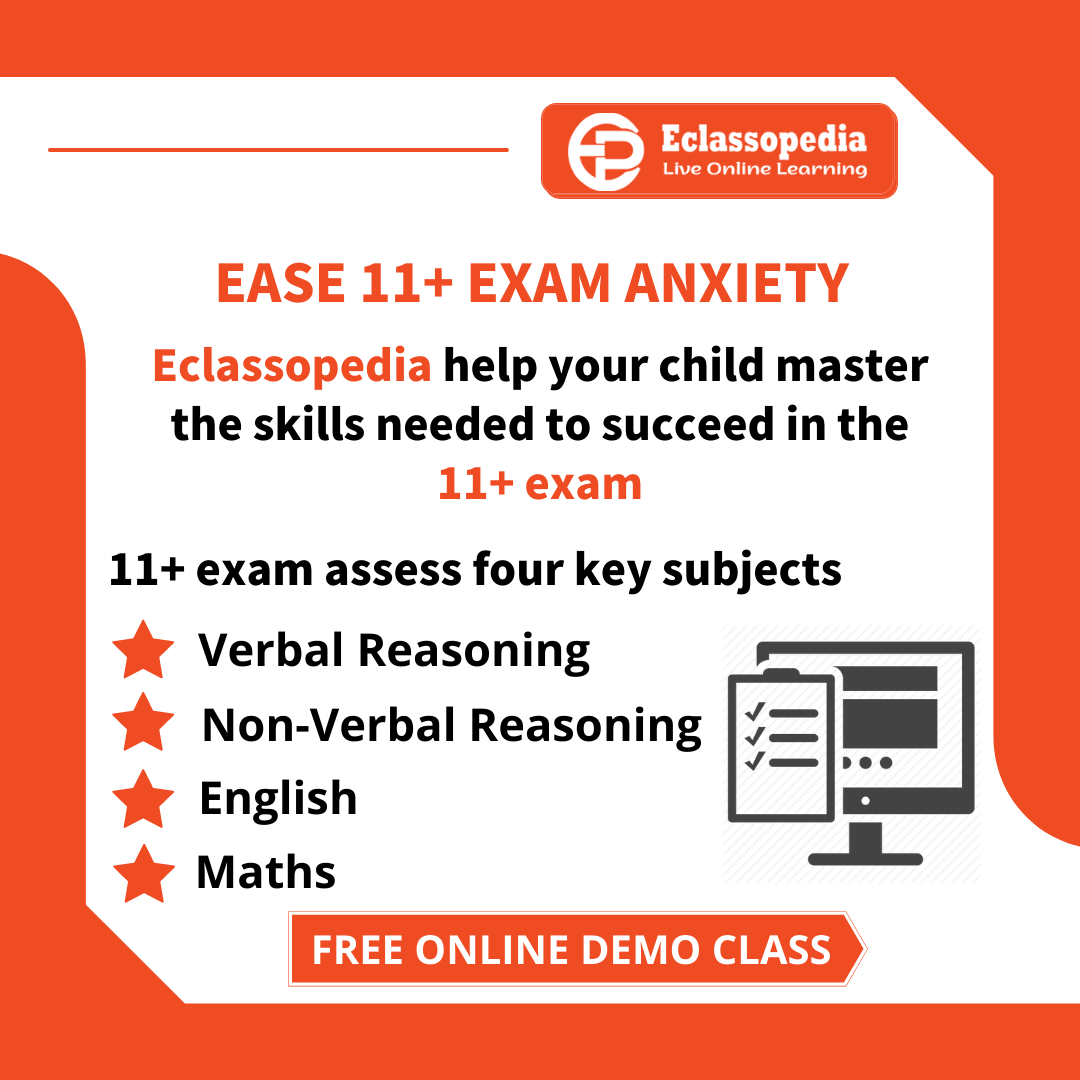 Eclassopedia
Live Online Learning
EASE 11+ EXAM ANXIETY
Eclassopedia help your child master
the skills needed to succeed in the
11+ exam
11+ exam assess four key subjects
Verbal Reasoning
Non-Verbal Reasoning
English
Maths
FREE ONLINE DEMO CLASS